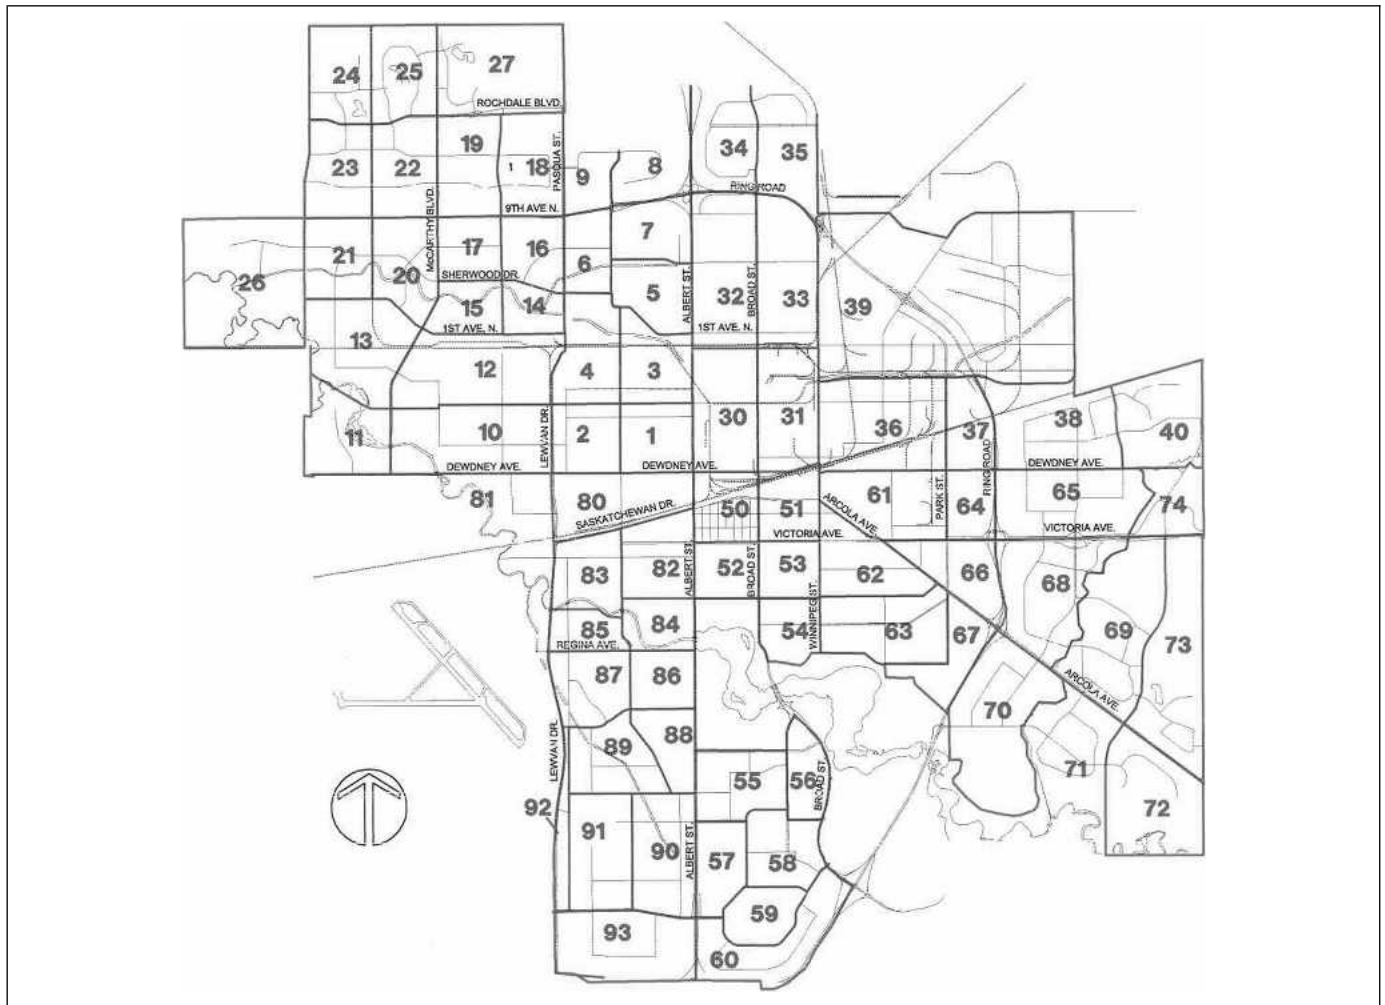 24
25
27
ROCHDALE BLVD.
19
34
35
23
22
1
18
PASQUA ST.
9
8
RING ROAD
9TH AVE N.
McCARTHY BLVD.
7
21
17
16
6
20
SHERWOOD DR.
26
5
ALBERT ST.
32
BROAD ST.
33
39
15
14
1ST AVE. N.
1ST AVE. N.
13
12
4
3
30
31
36
37
38
40
11
10
LEWVAN DR.
2
1
RING ROAD
DEWDNEY AVE.
DEWDNEY AVE.
DEWDNEY AVE.
81
80
SASKATCHEWAN DR.
50
51
ARCOLA AVE.
61
PARK ST.
64
65
74
VICTORIA AVE.
VICTORIA AVE.
83
82
ALBERT ST.
52
BROAD ST.
53
62
66
68
85
84
54
WINNIPEG ST.
63
67
69
73
REGINA AVE.
87
86
ARCOLA AVE.
70
88
LEWVAN DR.
89
55
56
BROAD ST.
71
92
91
90
ALBERT ST.
57
58
72
59
93
60